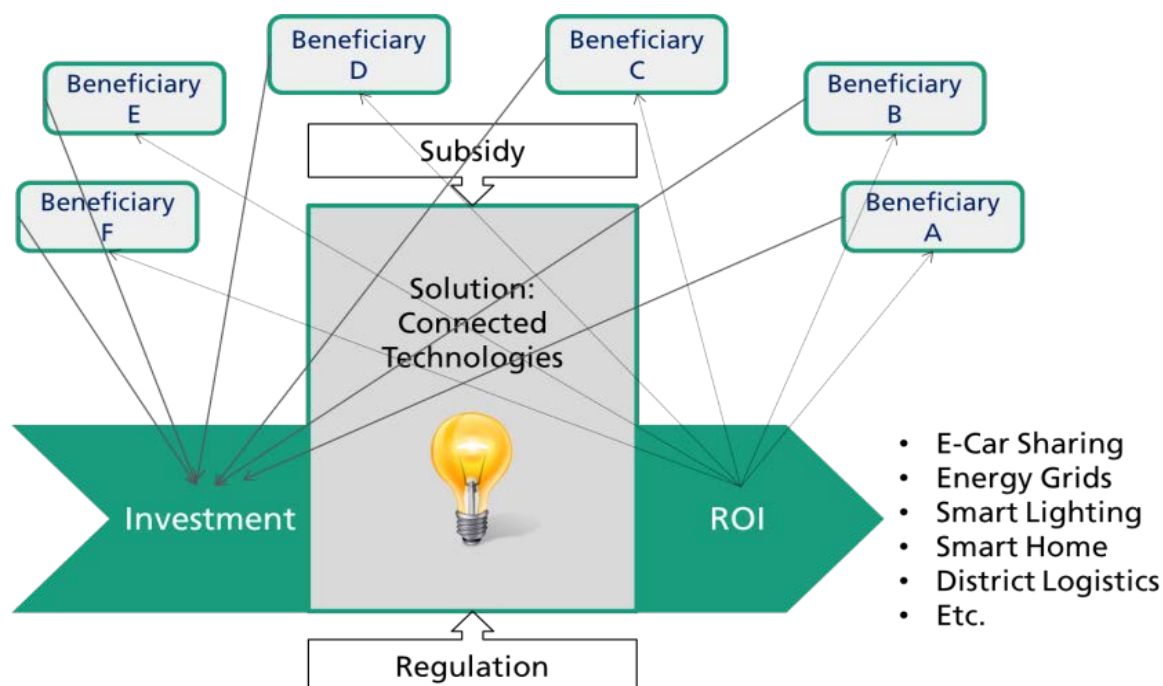 Beneficiary
D
Beneficiary
C
Beneficiary
E
Beneficiary
B
Subsidy
Beneficiary
F
Beneficiary
A
Solution:
Connected
Technologies
Investment
ROI
• E-Car Sharing
• Energy Grids
• Smart Lighting
• Smart Home
• District Logistics
• Etc.
Regulation